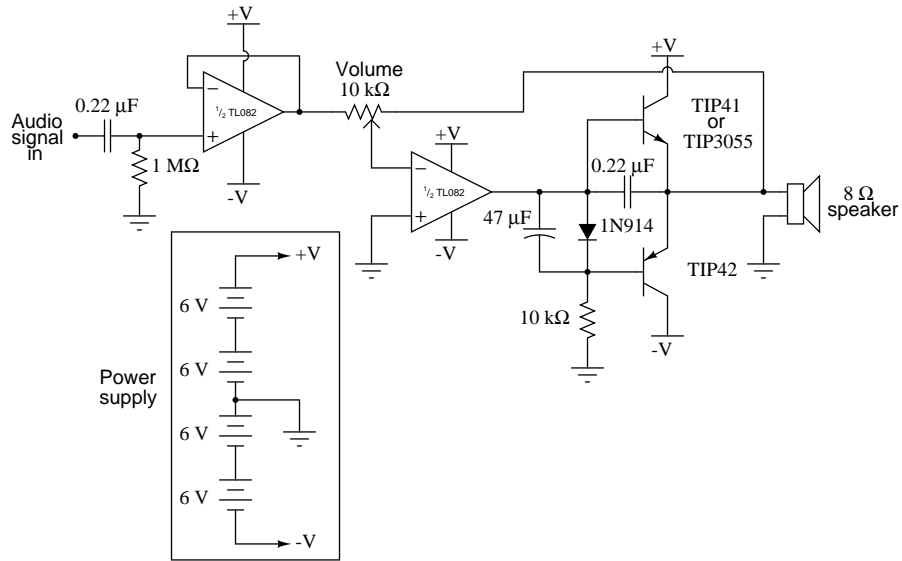 +V
Audio
signal
in
0.22 µF
1 MΩ
−
+
½ TL082
-V
Volume
10 kΩ
+V
−
+
½ TL082
-V
47 µF
0.22 µF
1N914
10 kΩ
+V
TIP41
or
TIP3055
TIP42
-V
8 Ω
speaker
Power
supply
+V
6 V
6 V
6 V
6 V
-V